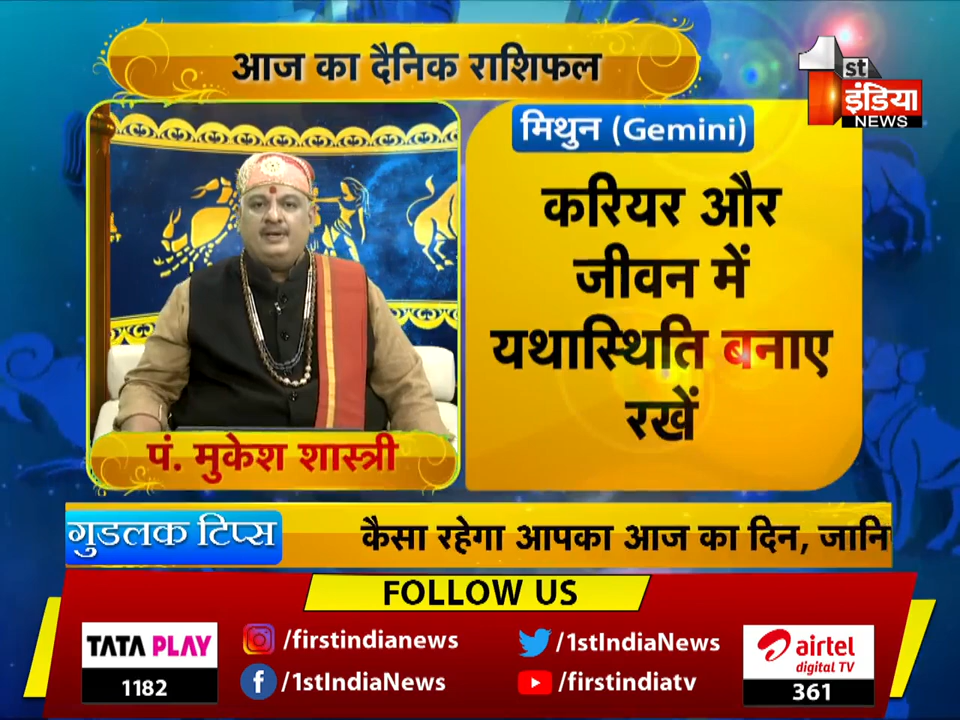 आज का दैनिक राशिफल
1st
इंडिया
NEWS
मिथुन (Gemini)
करियर और
जीवन में
यथास्थिति बनाए
रखें
पं. मुकेश शास्त्री
गुडलक टिप्स
कैसा रहेगा आपका आज का दिन, जानि
FOLLOW US
TATA PLAY
1182
/firstindianews
/1stIndiaNews
/1stIndiaNews
/firstindiatv
airtel
digital TV
361